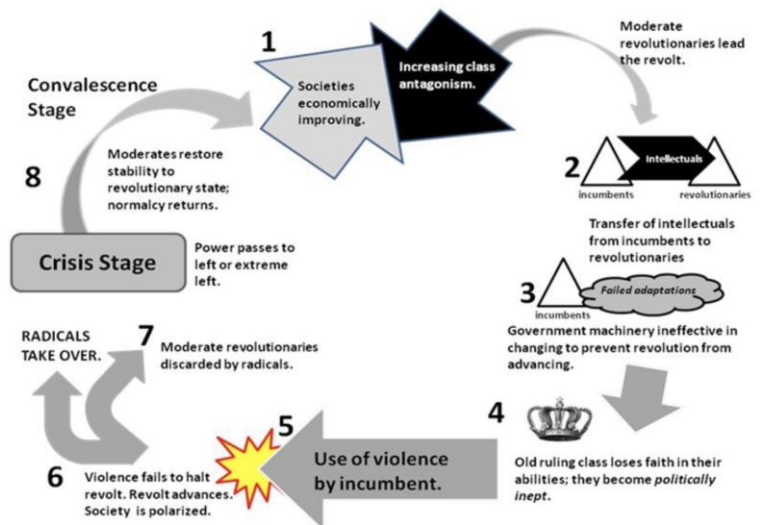 1
Societies
economically
improving.
Increasing class
antagonism.
Moderate
revolutionaries lead
the revolt.
2
Intellectuals
incumbents
revolutionaries
Transfer of intellectuals
from incumbents to
revolutionaries
3
Failed adaptations
incumbents
Government machinery ineffective in
changing to prevent revolution from
advancing.
4
Old ruling class loses faith in their
abilities; they become politically
inept.
5
Use of violence
by incumbent.
6
Violence fails to halt
revolt. Revolt advances.
Society is polarized.
RADICALS
TAKE OVER.
7
Moderate revolutionaries
discarded by radicals.
Crisis Stage
Power passes to
left or extreme
left.
8
Moderates restore
stability to
revolutionary state;
normalcy returns.
Convalescence
Stage